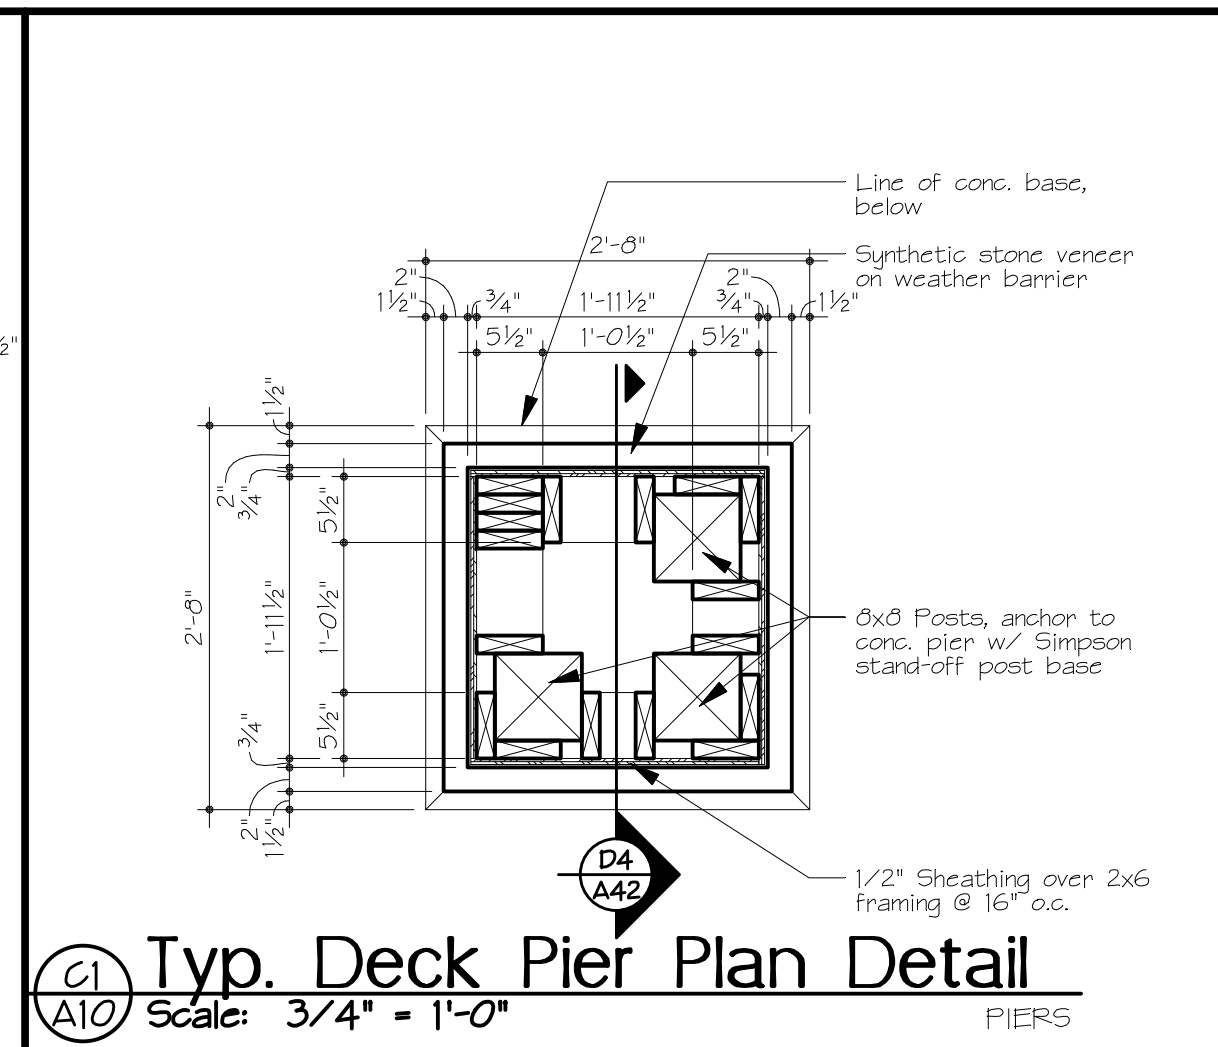 Line of conc. base,
below
2'-8"
Synthetic stone veneer
on weather barrier
2"
2"
1½"
¾"
1'-11½"
¾"
1½"
5½"
1'-0½"
5½"
½"
1½"
2"
¾"
5½"
2'-8"
1'-11½"
1'-0½"
8x8 Posts, anchor to
conc. pier w/ Simpson
stand-off post base
¾"
5½"
2"
1½"
D4
A42
1/2" Sheathing over 2x6
framing @ 16" o.c.
C1
A10
Typ. Deck Pier Plan Detail
Scale: 3/4" = 1'-0"
PIERS